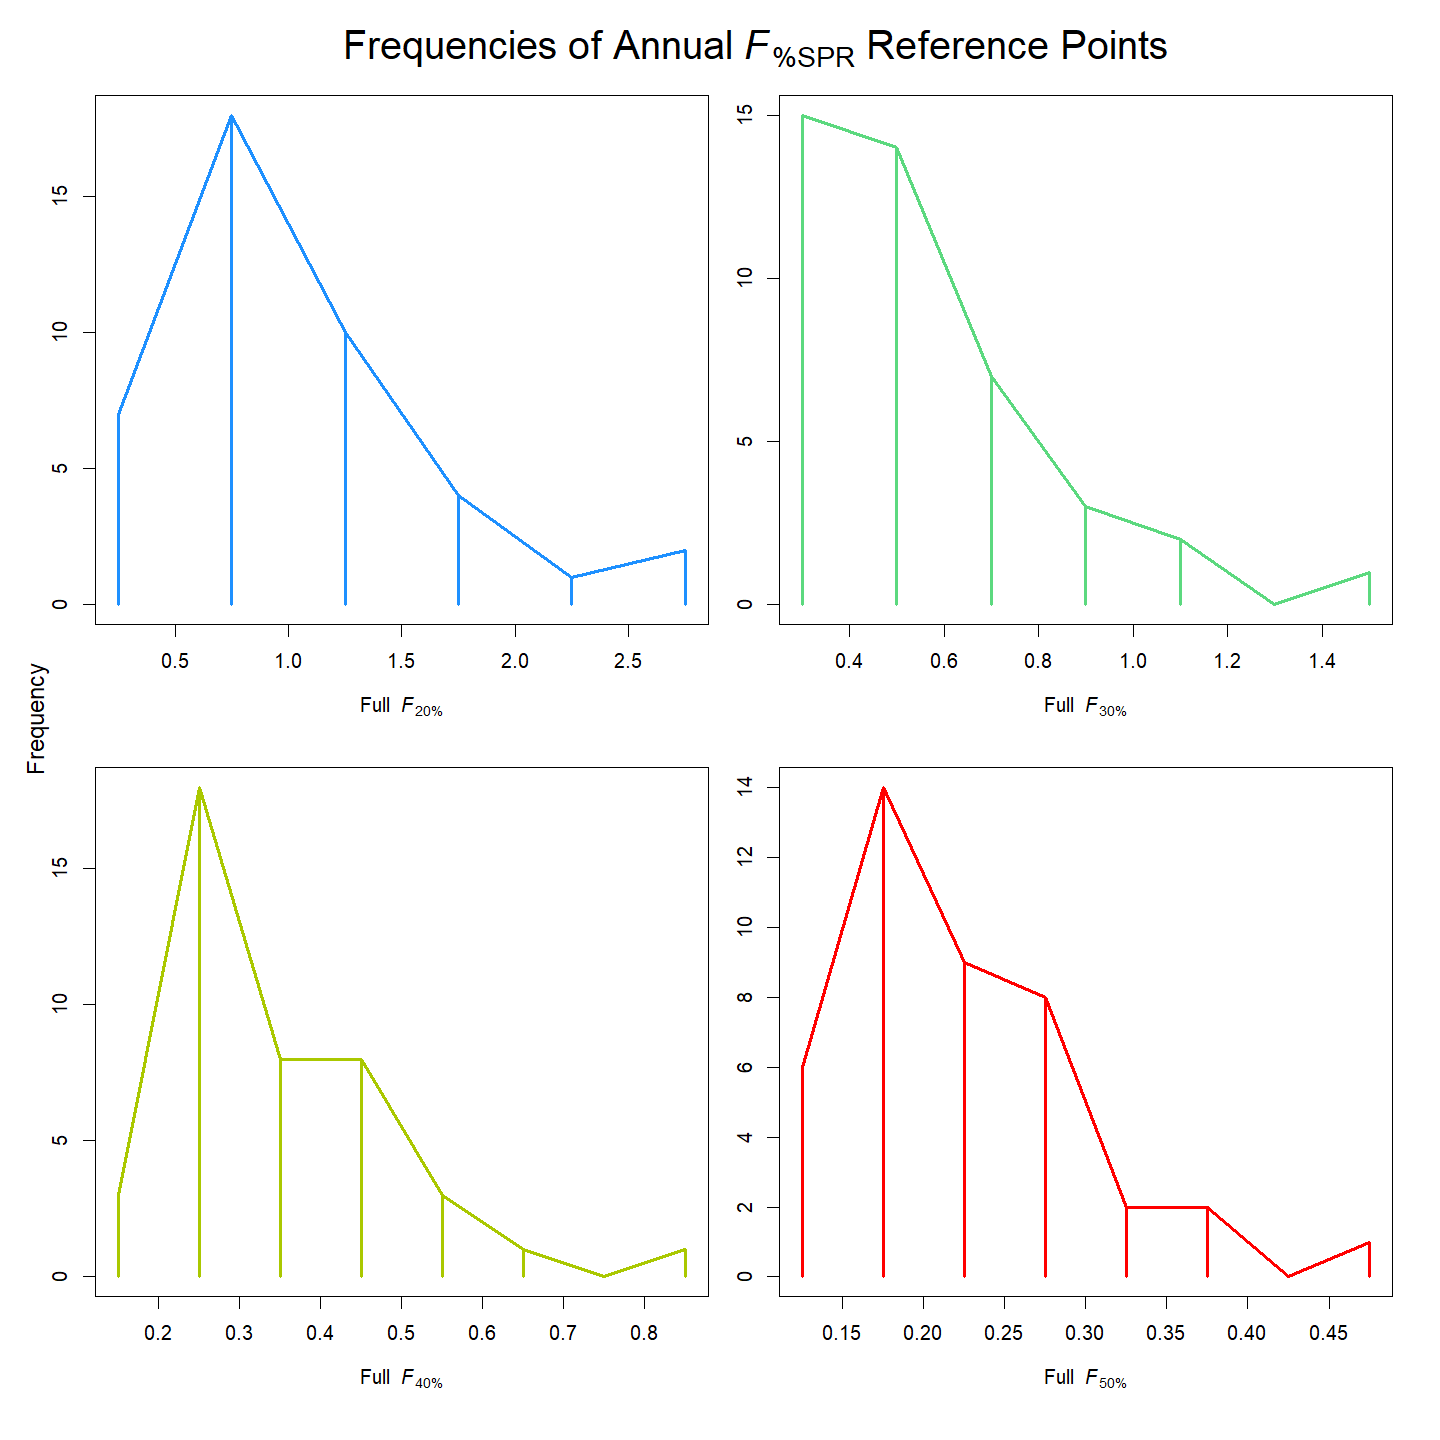 Frequencies of Annual F%SPR Reference Points
Frequency
0 5 10 15
0.5 1.0 1.5 2.0 2.5
Full F20%
0 5 10 15
0.4 0.6 0.8 1.0 1.2 1.4
Full F30%
0 5 10 15
0.2 0.3 0.4 0.5 0.6 0.7 0.8
Full F40%
0 2 4 6 8 10 12 14
0.15 0.20 0.25 0.30 0.35 0.40 0.45
Full F50%